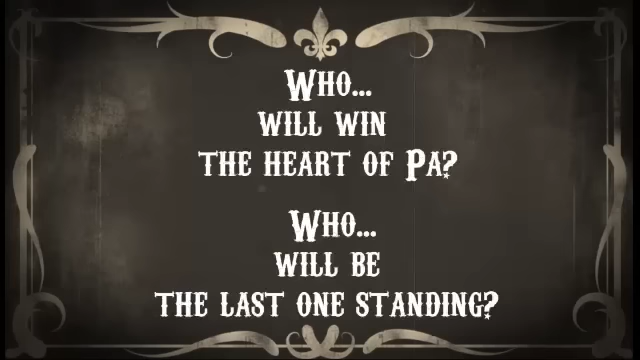 Who...
will win
the heart of Pa?
Who...
will be
the last one standing?